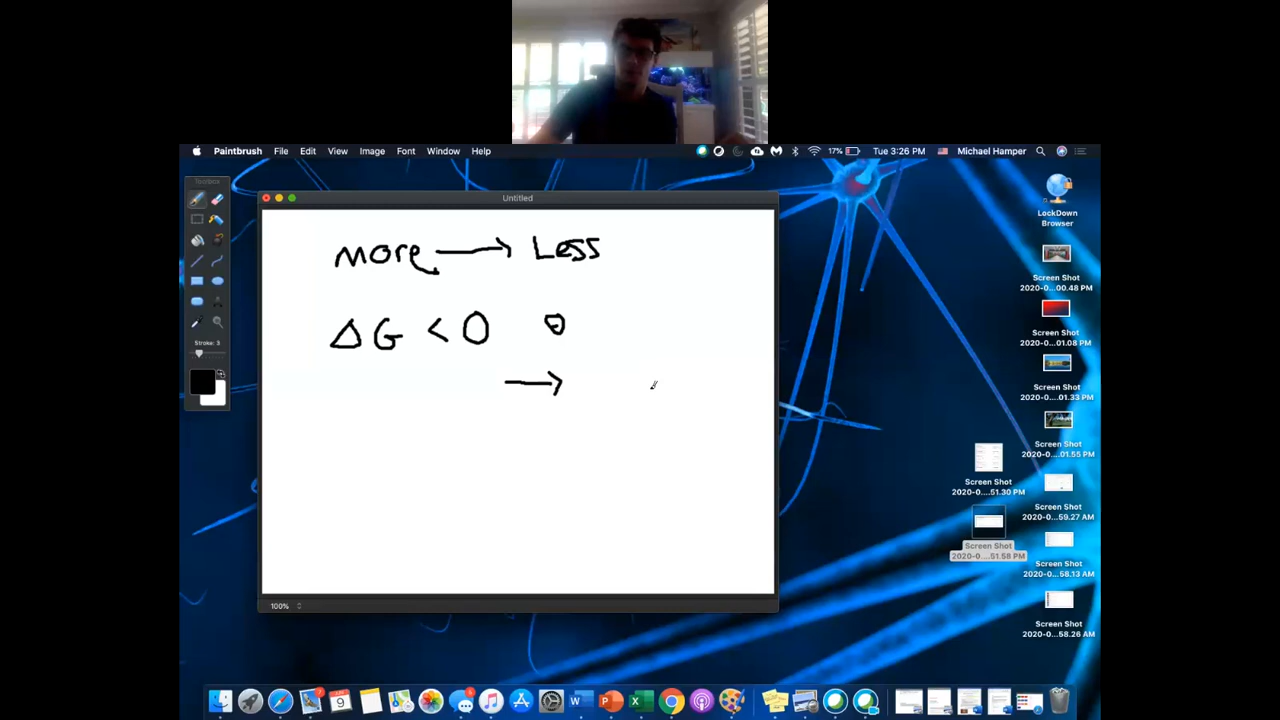 Paintbrush File Edit View Image Font Window Help 17% Tue 3:26 PM Michael Hamper
Toolbox
Untitled
more → Less
ΔG < 0 ⊖
→
Stroke: 3
100%
LockDown Browser
Screen Shot 2020-0...00.48 PM
Screen Shot 2020-0...01.08 PM
Screen Shot 2020-0...01.33 PM
Screen Shot 2020-0...01.55 PM
Screen Shot 2020-0....51.30 PM
Screen Shot 2020-0...59.27 AM
Screen Shot 2020-0....51.58 PM
Screen Shot 2020-0...58.13 AM
Screen Shot 2020-0...58.26 AM
9